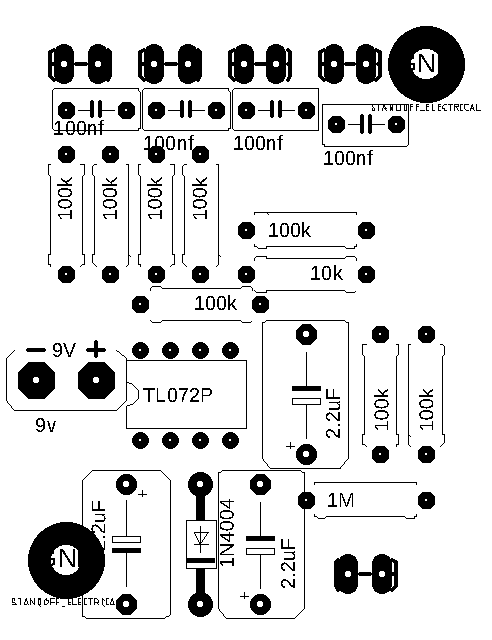 GN
STANDOFF_ELECTRICAL
100nf
100nf
100nf
100nf
100k
100k
100k
100k
100k
10k
100k
− 9V +
9v
TL072P
2.2uF
+
100k
100k
1M
2.2uF
+
1N4004
2.2uF
+
GN
STANDOFF_ELECTRICA